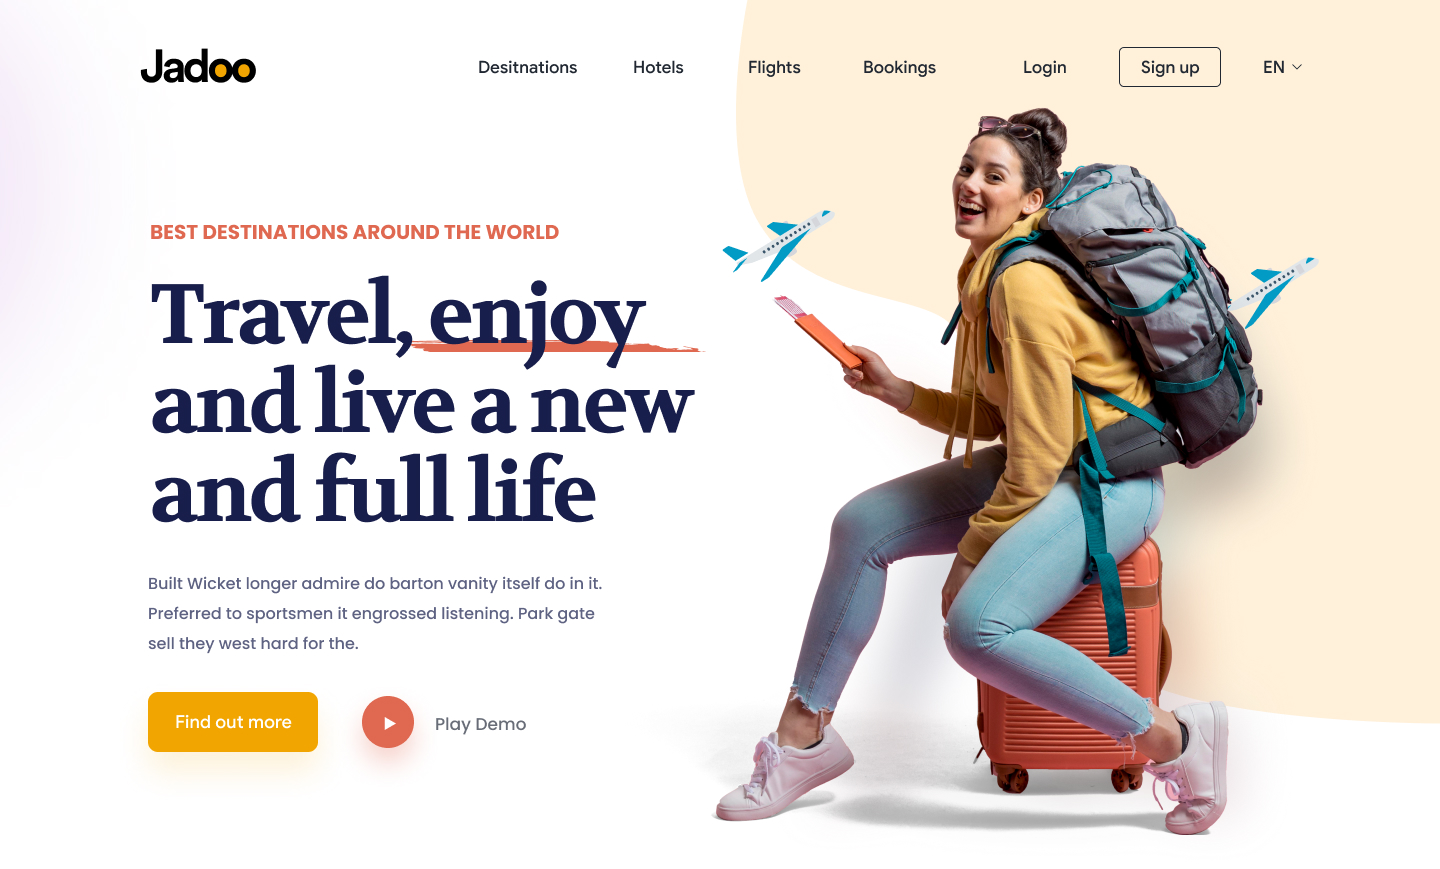 Jadoo
Desitnations
Hotels
Flights
Bookings
Login
Sign up
EN
BEST DESTINATIONS AROUND THE WORLD
Travel, enjoy
and live a new
and full life
Built Wicket longer admire do barton vanity itself do in it.
Preferred to sportsmen it engrossed listening. Park gate
sell they west hard for the.
Find out more
Play Demo